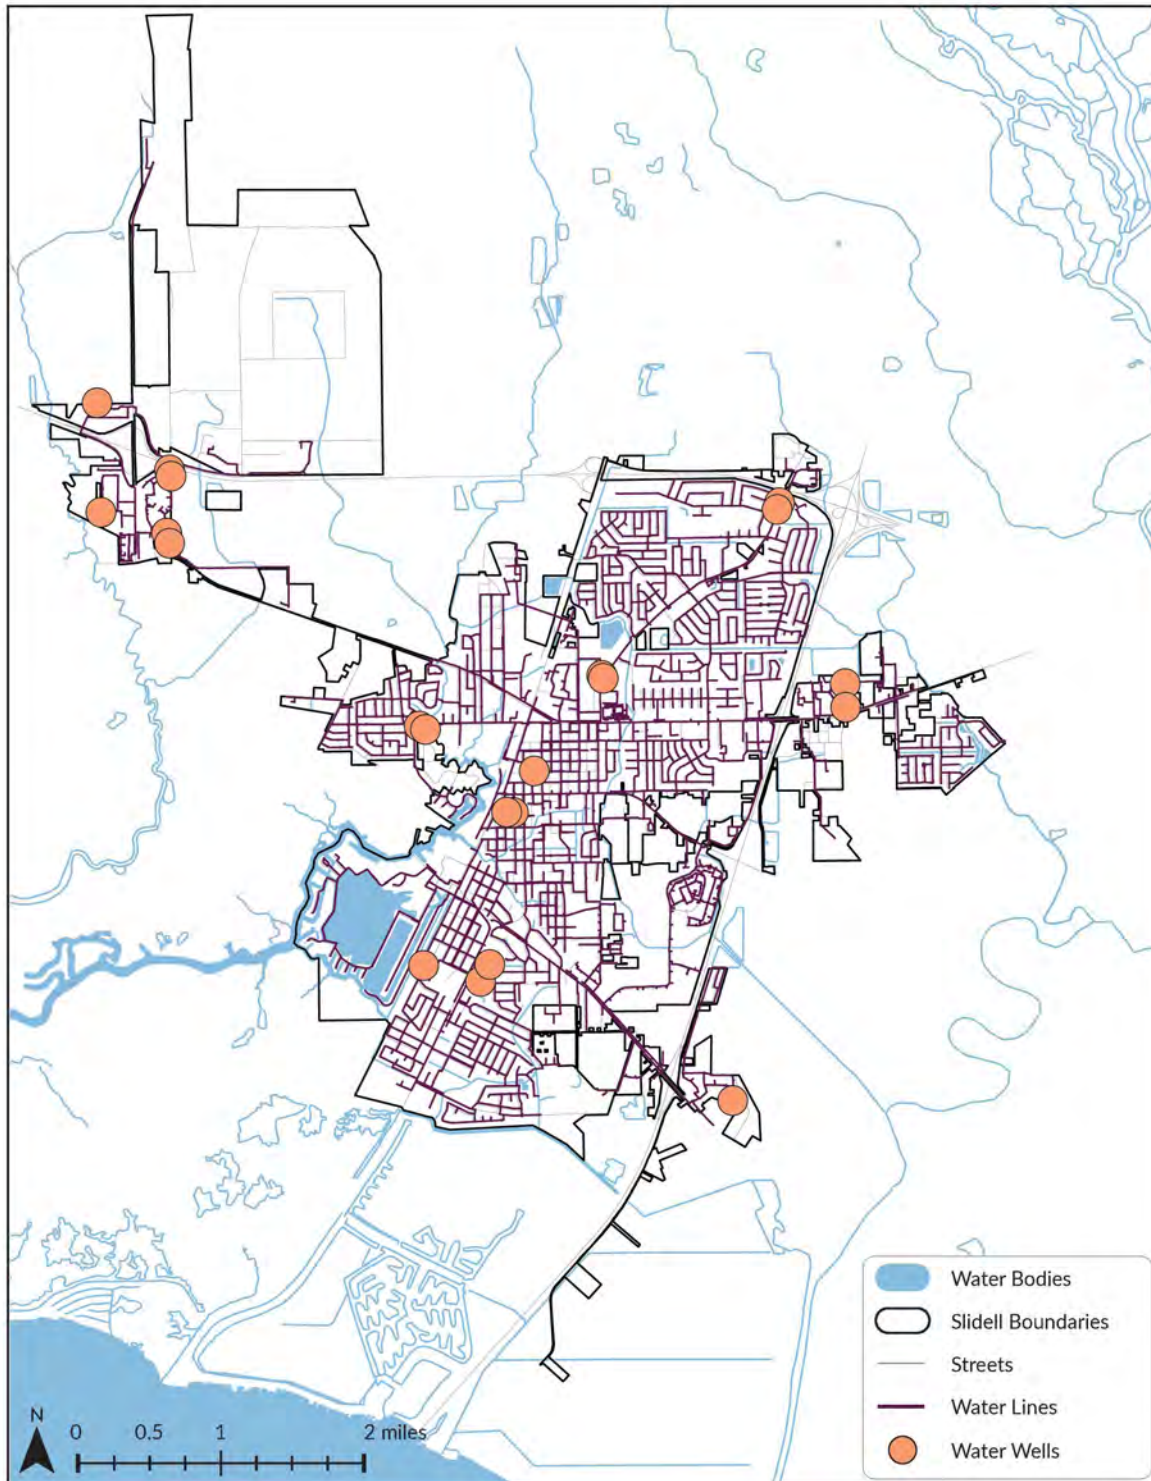 Water Bodies
Slidell Boundaries
Streets
Water Lines
Water Wells
N
0 0.5 1 2 miles